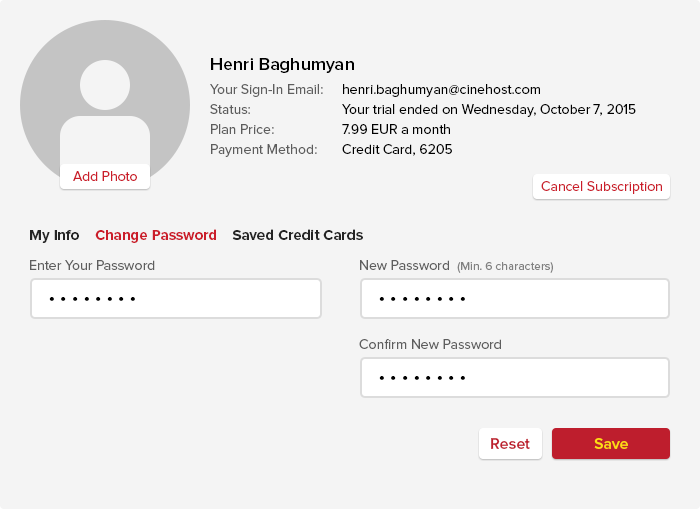 Henri Baghumyan
Your Sign-In Email: henri.baghumyan@cinehost.com
Status: Your trial ended on Wednesday, October 7, 2015
Plan Price: 7.99 EUR a month
Payment Method: Credit Card, 6205
Add Photo
Cancel Subscription
My Info Change Password Saved Credit Cards
Enter Your Password New Password (Min. 6 characters)
• • • • • • • • • • • • • • • •
Confirm New Password
• • • • • • • •
Reset Save